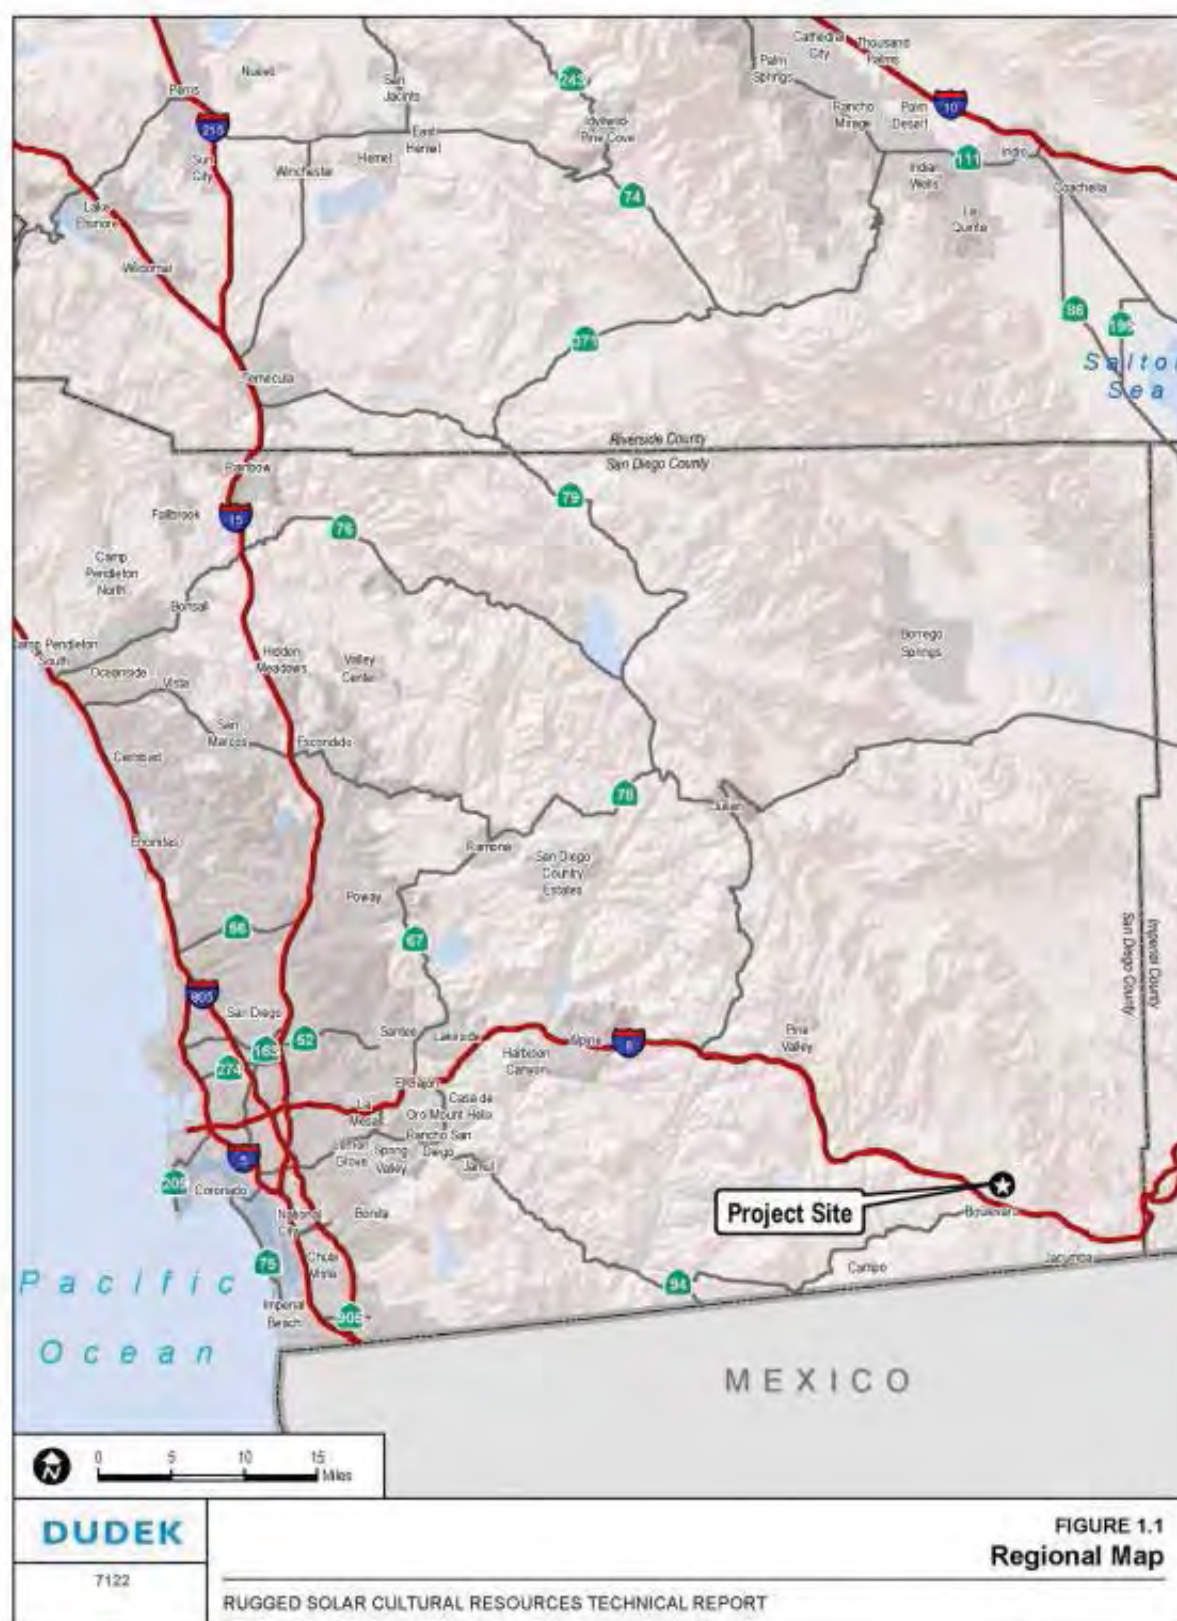 Cathedral
City
Thousand
Palms
Nuevo
Palm
Springs
San
Jacinto
243
Perris
Rancho
Mirage
Palm
Desert
10
215
East
Hemet
Idyllwild-
Pine Cove
Sun
City
Winchester
Hemet
111
Indio
Indian
Wells
Coachella
74
Lake
Elsinore
La
Quinta
Wildomar
86
195
371
Salton
Sea
Temecula
Riverside County
San Diego County
Rainbow
79
Fallbrook
15
76
Camp
Pendleton
North
Bonsall
Borrego
Springs
Camp Pendleton
South
Hidden
Meadows
Valley
Center
Oceanside
Vista
San
Marcos
Escondido
Carlsbad
78
Julian
Encinitas
Ramona
San Diego
Country
Estates
Poway
56
67
San Diego County
Imperial County
805
San Diego
52
Santee
Lakeside
Alpine
8
Pine
Valley
163
Harbison
Canyon
274
El Cajon
La
Mesa
Casa de
Oro Mount Helix
Rancho San
Diego
Lemon
Grove
Spring
Valley
Jamul
5
209
Coronado
Project Site
National
City
Bonita
Boulevard
75
Chula
Vista
Campo
Jacumba
94
Pacific
Ocean
Imperial
Beach
905
MEXICO
N
0 5 10 15
Miles
DUDEK
7122
FIGURE 1.1
Regional Map
RUGGED SOLAR CULTURAL RESOURCES TECHNICAL REPORT